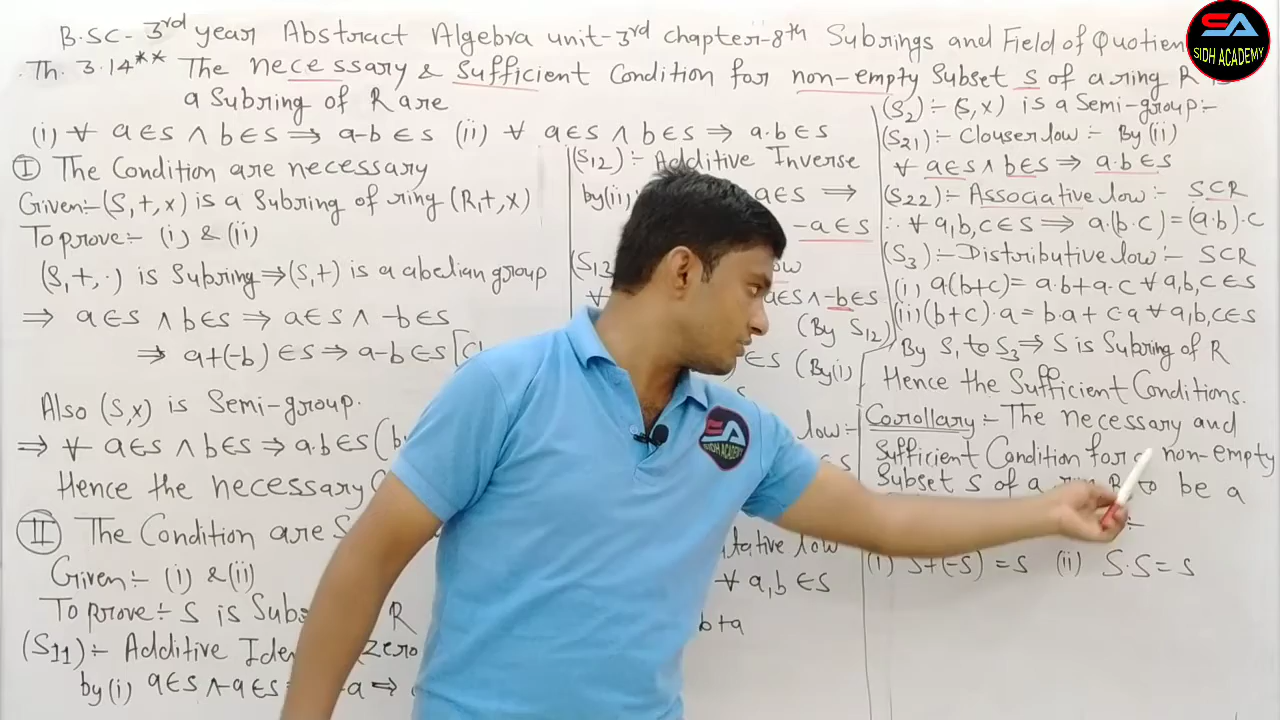 B.SC- 3rd year Abstract Algebra unit-3rd chapter-8th Subrings and Field of Quotien
SA
SIDH ACADEMY
Th. 3.14** The necessary & Sufficient Condition for non-empty Subset S of a ring R
a Subring of R are
(i) ∀ a∈S ∧ b∈S ⇒ a-b∈S (ii) ∀ a∈S ∧ b∈S ⇒ a·b∈S
(I) The Condition are necessary
Given:- (S,+,x) is a Subring of ring (R,+,x)
To prove:- (i) & (ii)
(S,+,·) is Subring ⇒ (S,+) is a abelian group
⇒ a∈S ∧ b∈S ⇒ a∈S ∧ -b∈S
⇒ a+(-b)∈S ⇒ a-b∈S
Also (S,x) is Semi-group.
⇒ ∀ a∈S ∧ b∈S ⇒ a.b∈S
Hence the necessary
(II) The Condition are
Given:- (i) & (ii)
To prove:- S is R
(S11):- Additive (zero
by(i) a∈S ∧ a∈S
(S12):- Additive Inverse
a∈S ⇒
-a∈S
(S13
∀ a∈S ∧ -b∈S
(By S12)
∈S (By(i)
low:-
∈S
low
∀ a,b∈S
b+a
(S2):- (S,x) is a Semi-group:-
(S21):- Clouser low:- By(ii)
∀ a∈S ∧ b∈S ⇒ a.b∈S
(S22):- Associative low:- S⊂R
∴ ∀ a,b,c∈S ⇒ a·(b·c)=(a·b)·c
(S3):- Distributive low:- S⊂R
(i) a(b+c)=a·b+a·c ∀ a,b,c∈S
(ii)(b+c)·a=b·a+c·a ∀ a,b,c∈S
By S1 to S3 ⇒ S is Subring of R
Hence the Sufficient Conditions.
Corollary:- The necessary and
Sufficient Condition for a non-empty
Subset S of a R to be a
(i) S+(-S)=S (ii) S·S=S
SA
SIDH ACADEMY